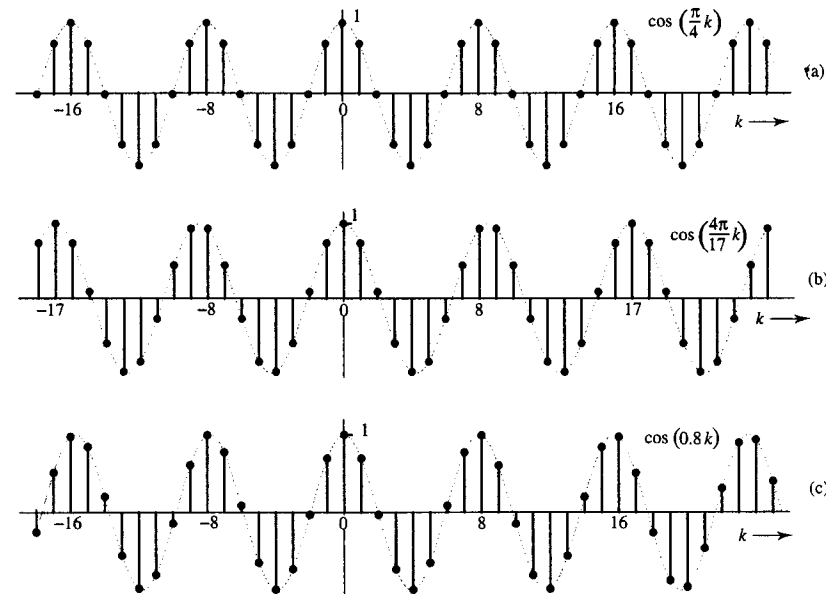 1
cos (π/4 k)
(a)
−16 −8 0 8 16
k
1
cos (4π/17 k)
(b)
−17 −8 0 8 17
k
1
cos (0.8k)
(c)
−16 −8 0 8 16
k